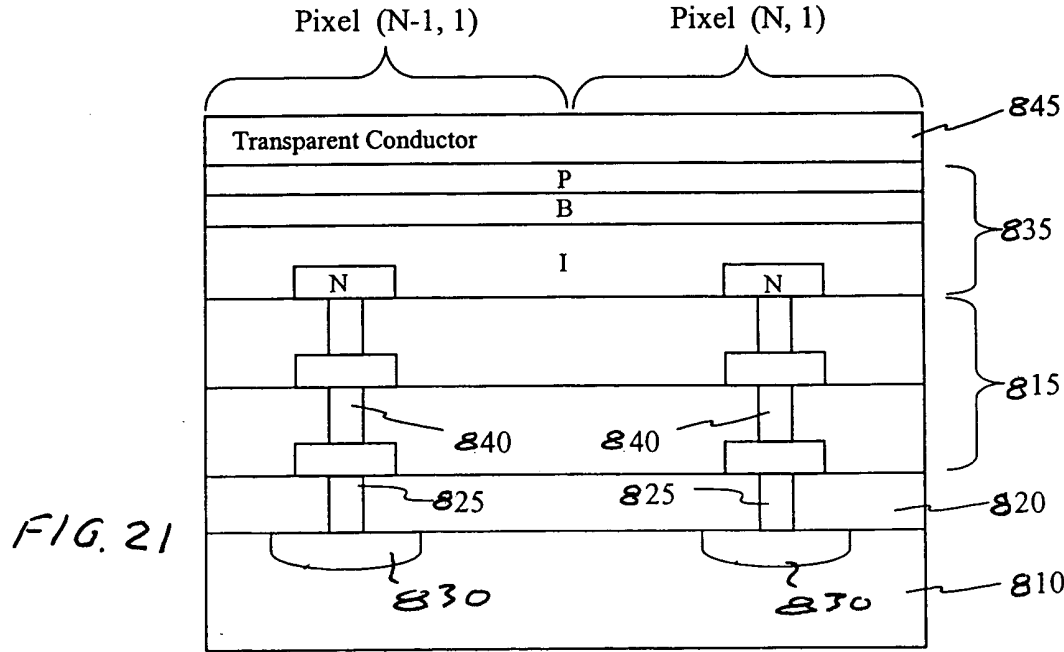 Pixel (N-1, 1) Pixel (N, 1)
845
Transparent Conductor
P
B
835
I
N N
815
840 840
825 825 820
FIG. 21
830 830 810